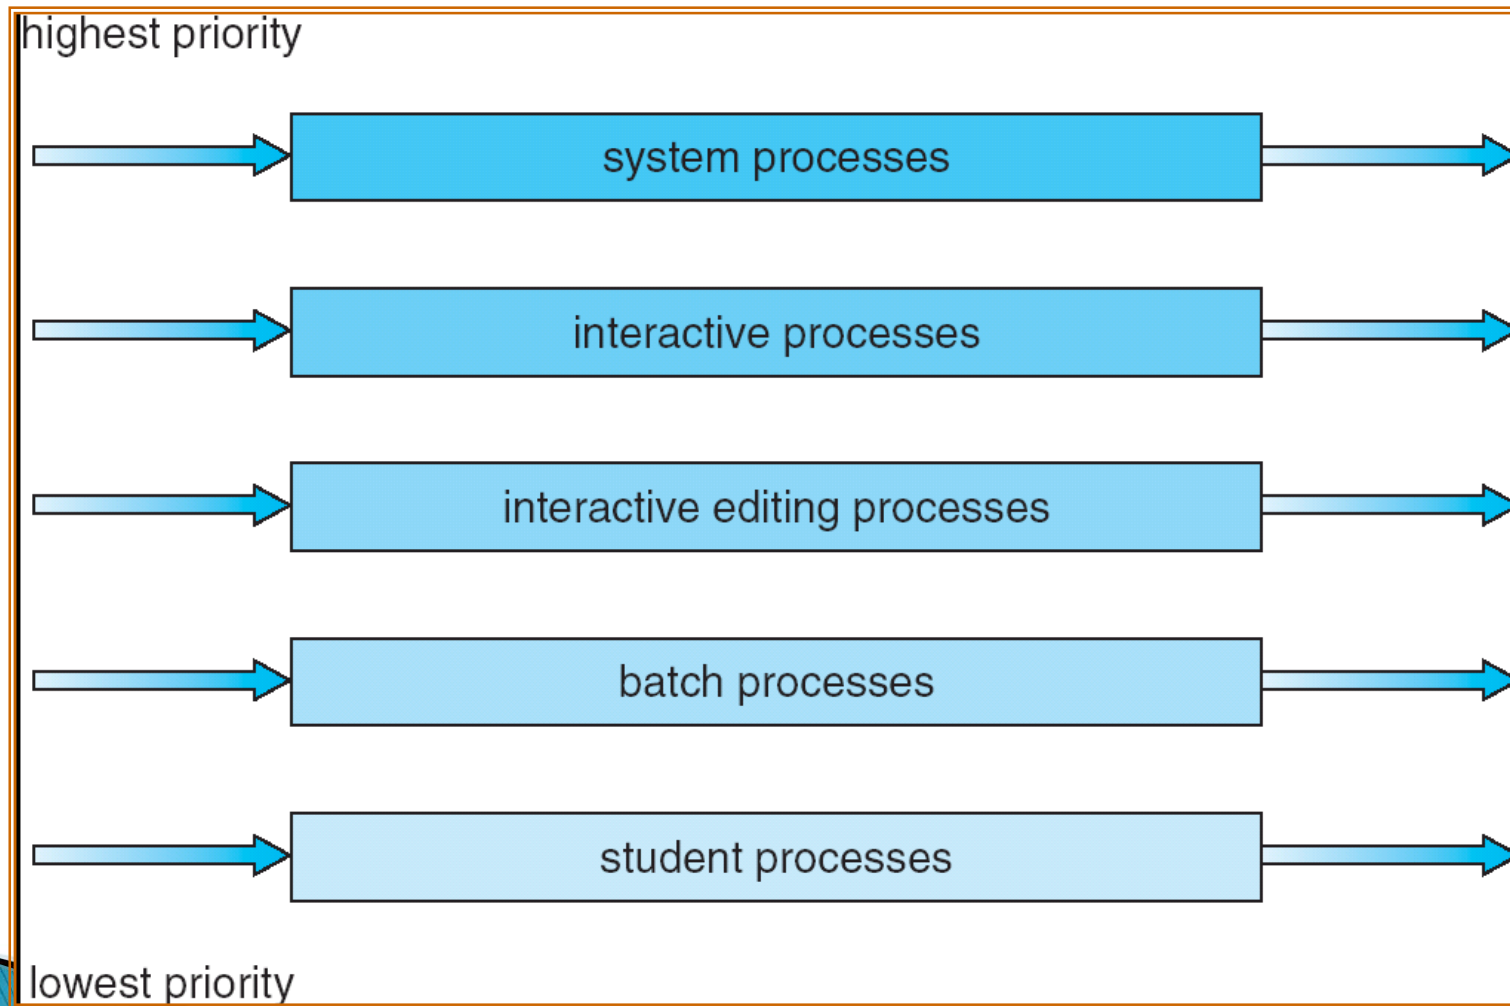 highest priority
system processes
interactive processes
interactive editing processes
batch processes
student processes
lowest priority